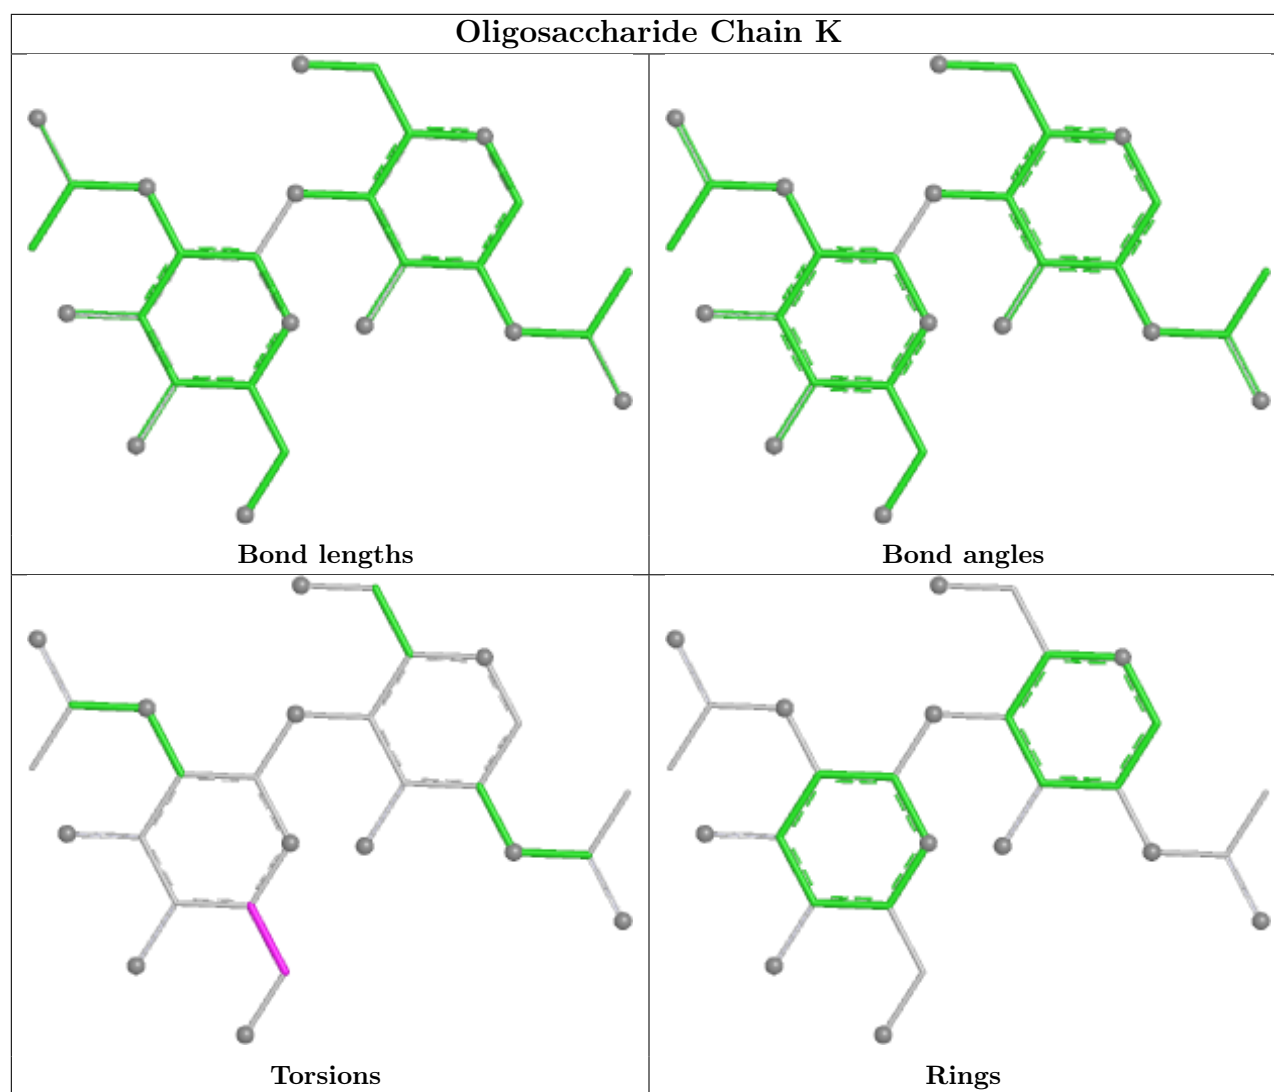 Oligosaccharide Chain K
Bond lengths
Bond angles
Torsions
Rings